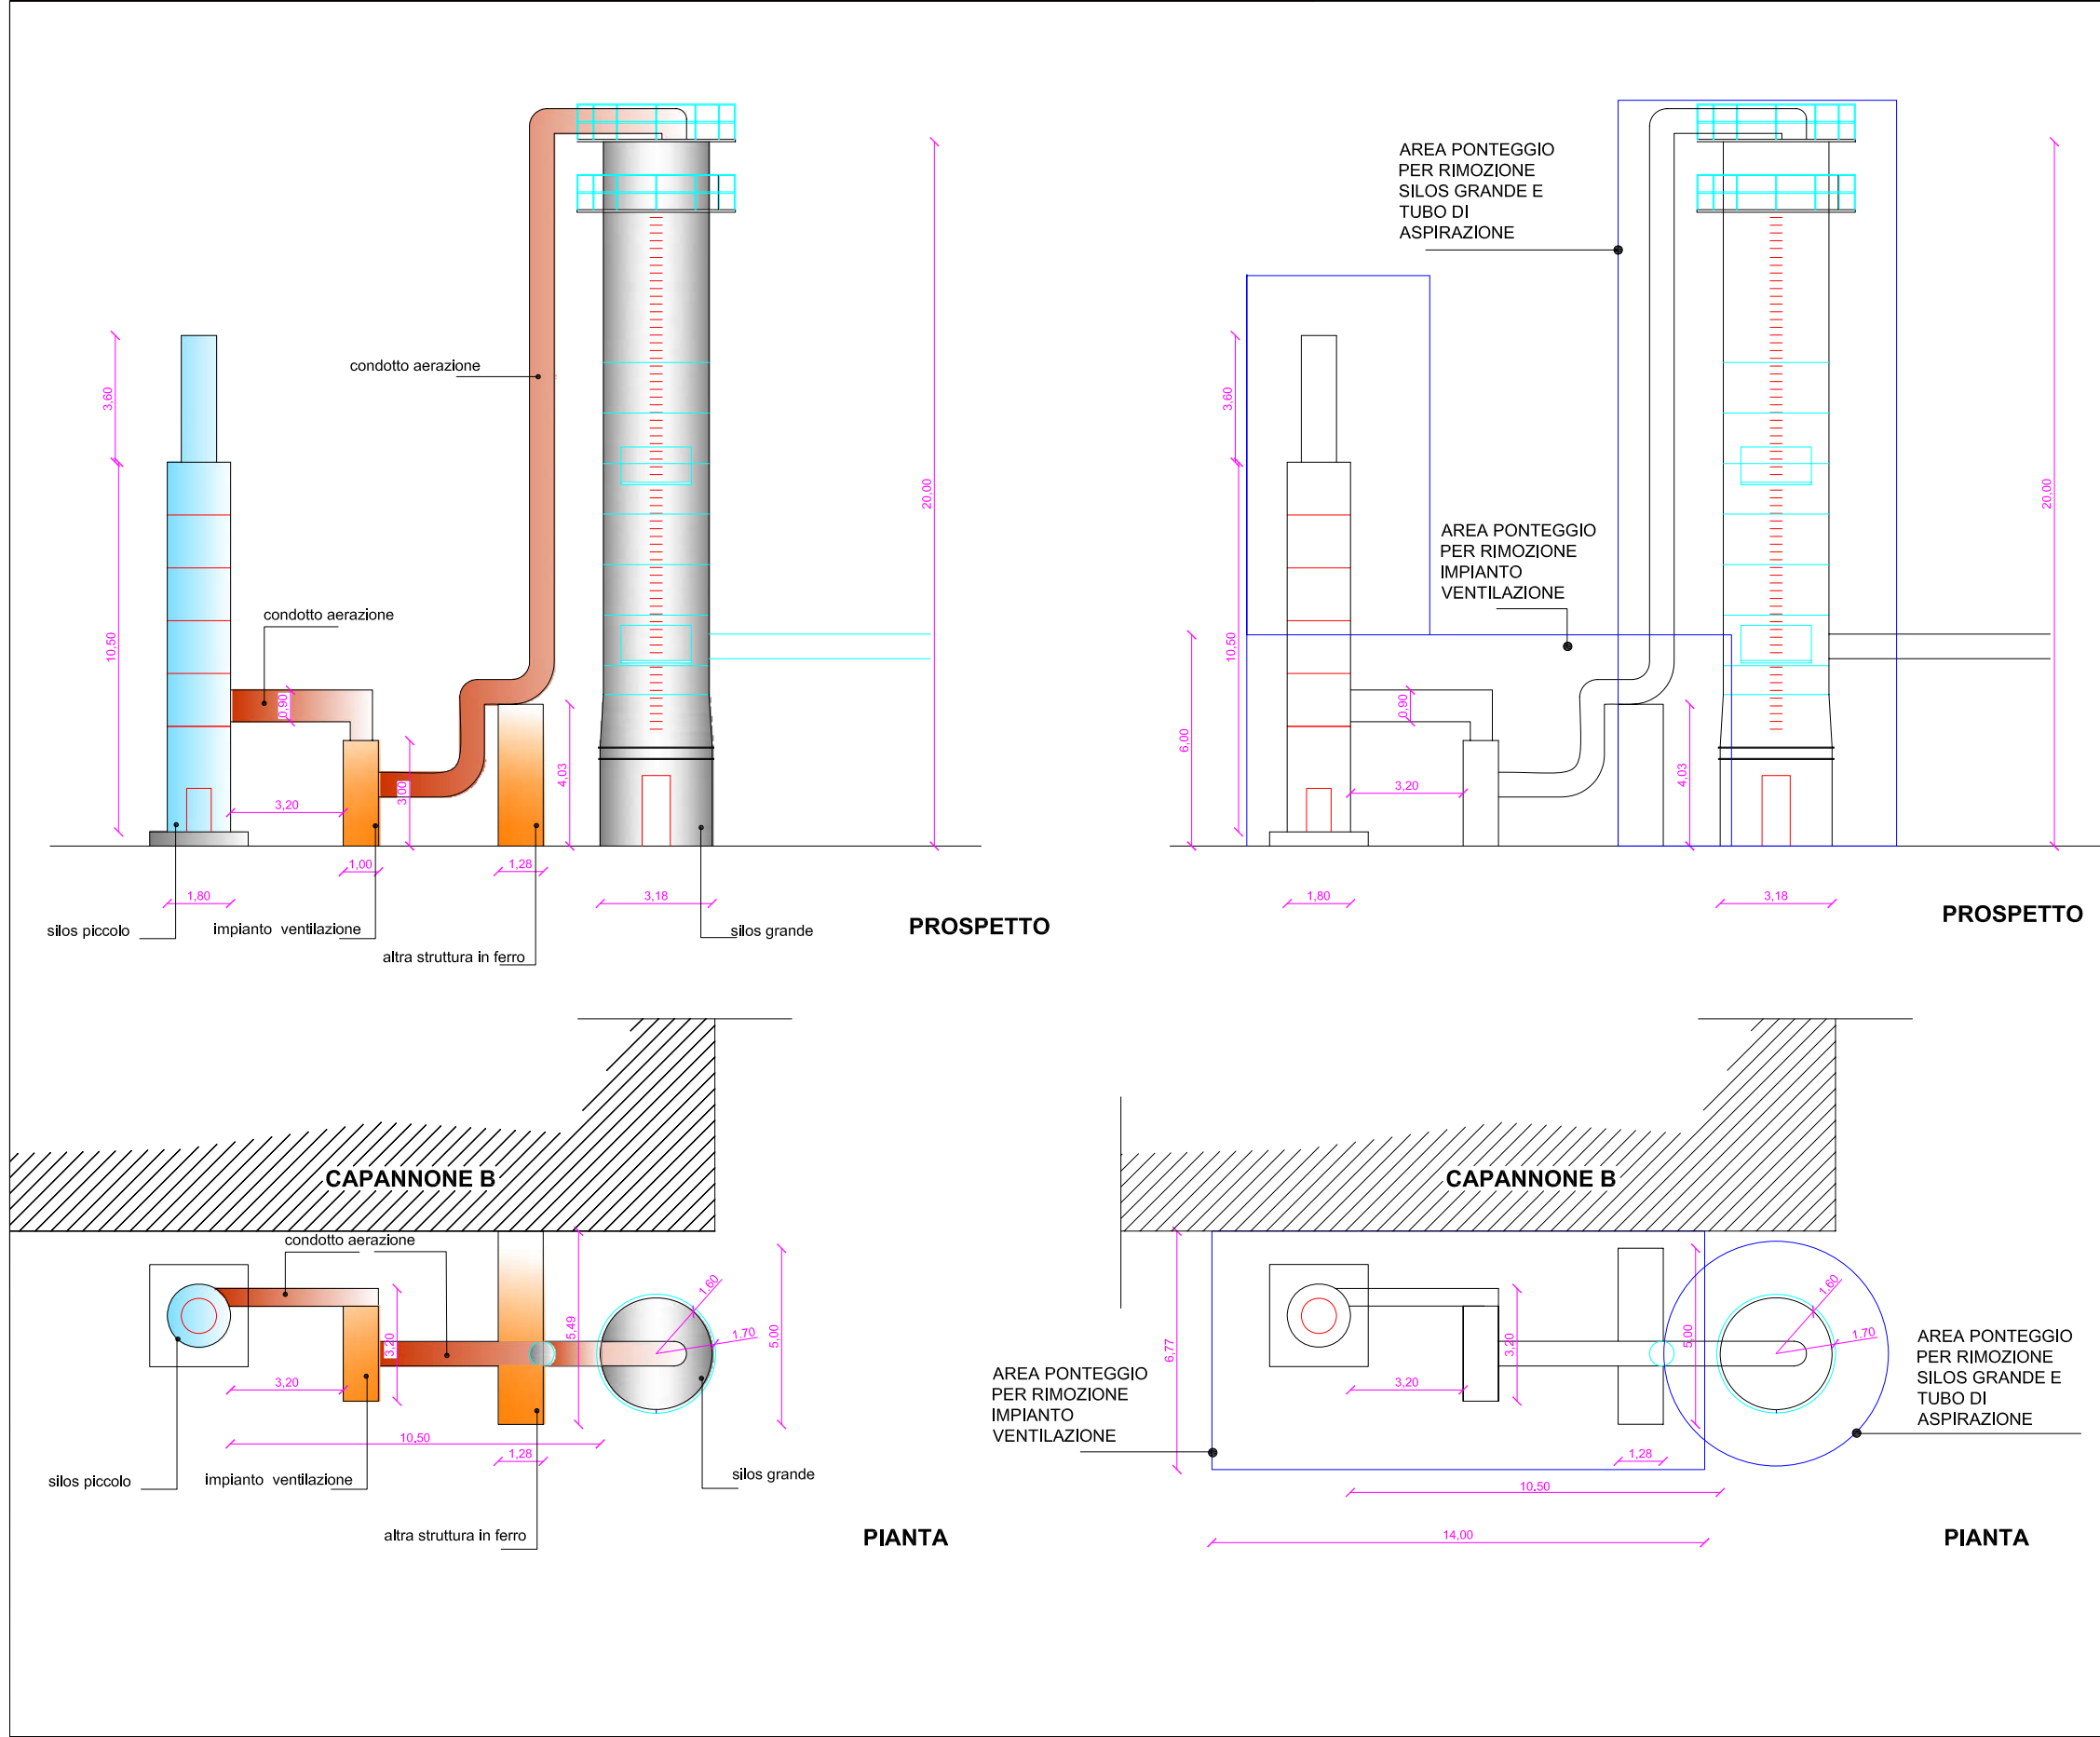 condotto aerazione
3,60
10,50
condotto aerazione
0,90
3,20
3,00
4,03
20,00
1,00
1,28
1,80
3,18
silos piccolo
impianto ventilazione
altra struttura in ferro
silos grande
PROSPETTO
AREA PONTEGGIO
PER RIMOZIONE
SILOS GRANDE E
TUBO DI
ASPIRAZIONE
3,60
10,50
6,00
AREA PONTEGGIO
PER RIMOZIONE
IMPIANTO
VENTILAZIONE
0,90
3,20
4,03
20,00
1,80
3,18
PROSPETTO
CAPANNONE B
condotto aerazione
3,20
3,20
5,49
1,60
1,70
5,00
10,50
1,28
silos piccolo
impianto ventilazione
silos grande
altra struttura in ferro
PIANTA
CAPANNONE B
6,77
3,20
3,20
5,00
1,60
1,70
AREA PONTEGGIO
PER RIMOZIONE
IMPIANTO
VENTILAZIONE
AREA PONTEGGIO
PER RIMOZIONE
SILOS GRANDE E
TUBO DI
ASPIRAZIONE
1,28
10,50
14,00
PIANTA